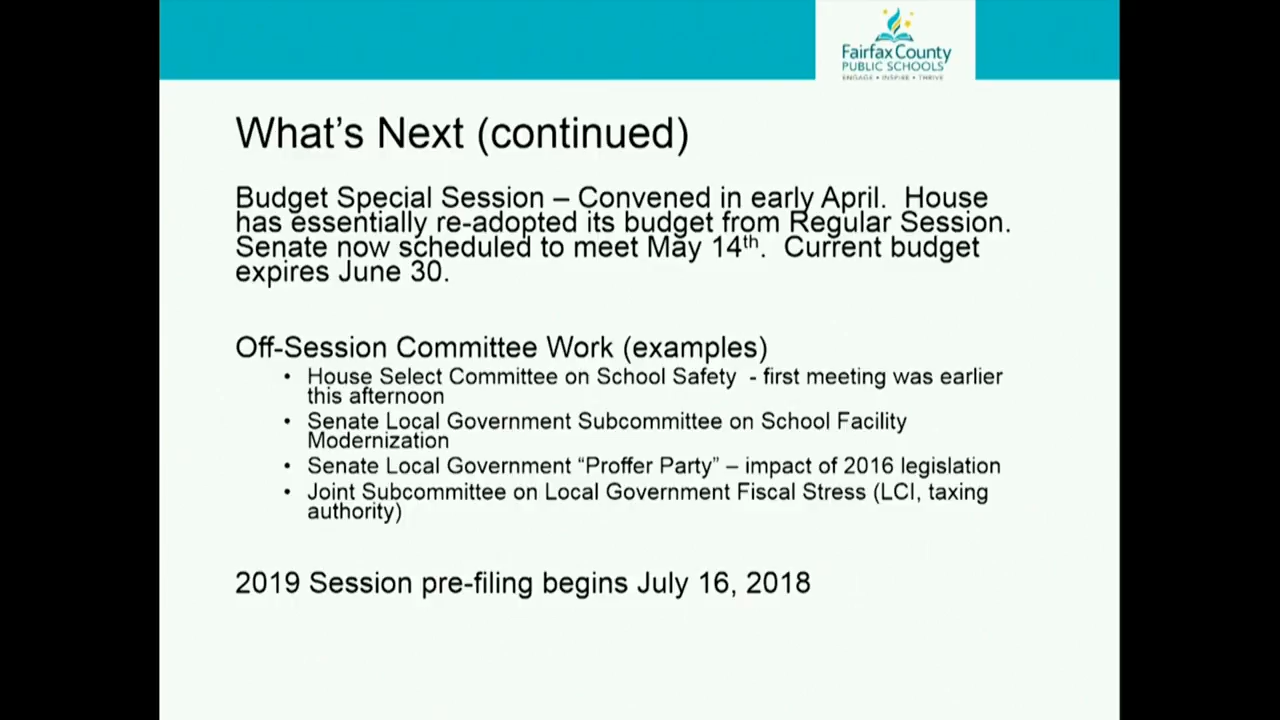 Fairfax County
PUBLIC SCHOOLS
ENGAGE • INSPIRE • THRIVE
What's Next (continued)
Budget Special Session – Convened in early April.  House
has essentially re-adopted its budget from Regular Session.
Senate now scheduled to meet May 14th.  Current budget
expires June 30.
Off-Session Committee Work (examples)
• House Select Committee on School Safety  - first meeting was earlier
this afternoon
• Senate Local Government Subcommittee on School Facility
Modernization
• Senate Local Government “Proffer Party” – impact of 2016 legislation
• Joint Subcommittee on Local Government Fiscal Stress (LCI, taxing
authority)
2019 Session pre-filing begins July 16, 2018